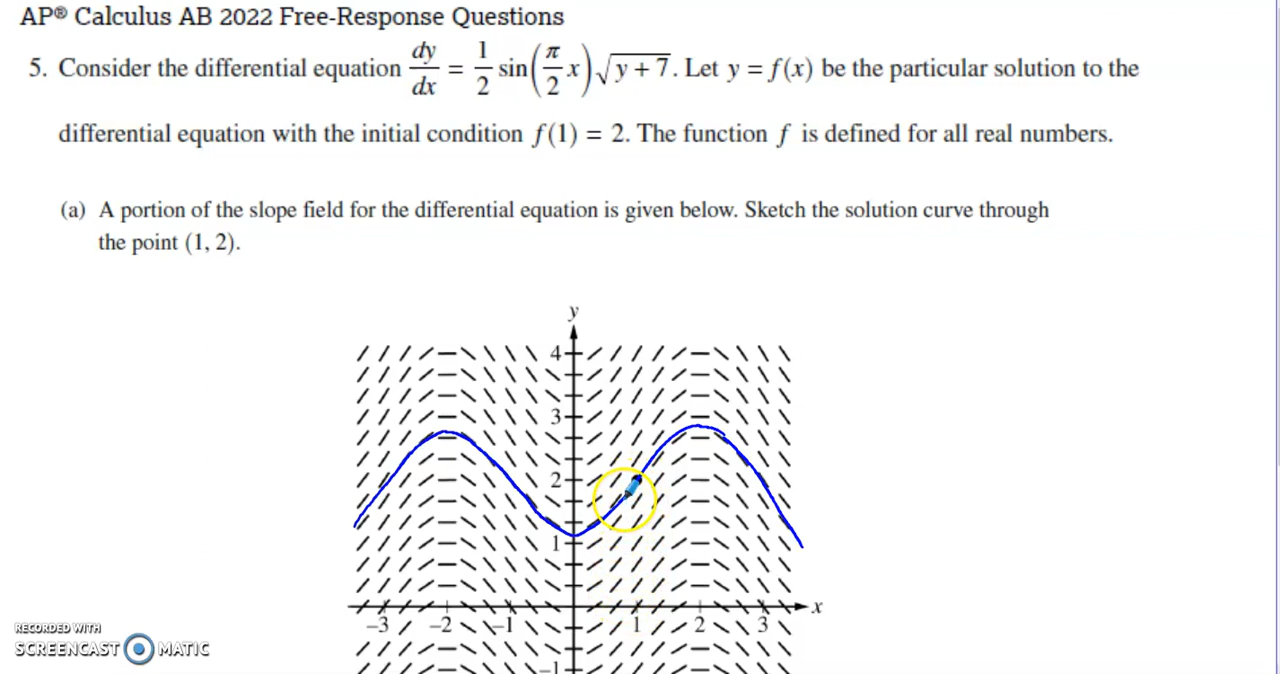 AP® Calculus AB 2022 Free-Response Questions
5. Consider the differential equation dy/dx = 1/2 sin(π/2 x)√(y + 7). Let y = f(x) be the particular solution to the
differential equation with the initial condition f(1) = 2. The function f is defined for all real numbers.
(a) A portion of the slope field for the differential equation is given below. Sketch the solution curve through
the point (1, 2).
y
4
3
2
1
x
-3 -2 -1 1 2 3
-1
RECORDED WITH
SCREENCAST MATIC